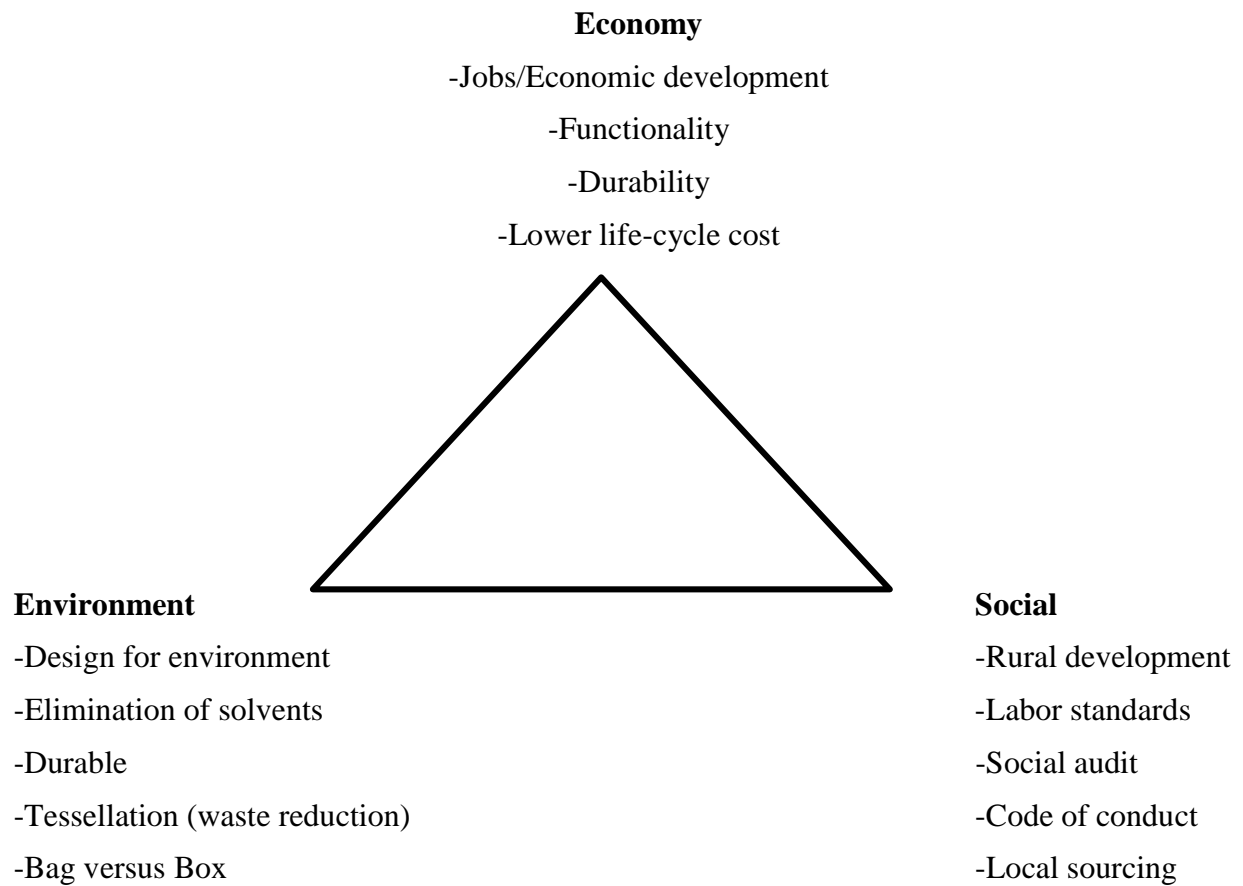 Economy
-Jobs/Economic development
-Functionality
-Durability
-Lower life-cycle cost
Environment
-Design for environment
-Elimination of solvents
-Durable
-Tessellation (waste reduction)
-Bag versus Box
Social
-Rural development
-Labor standards
-Social audit
-Code of conduct
-Local sourcing